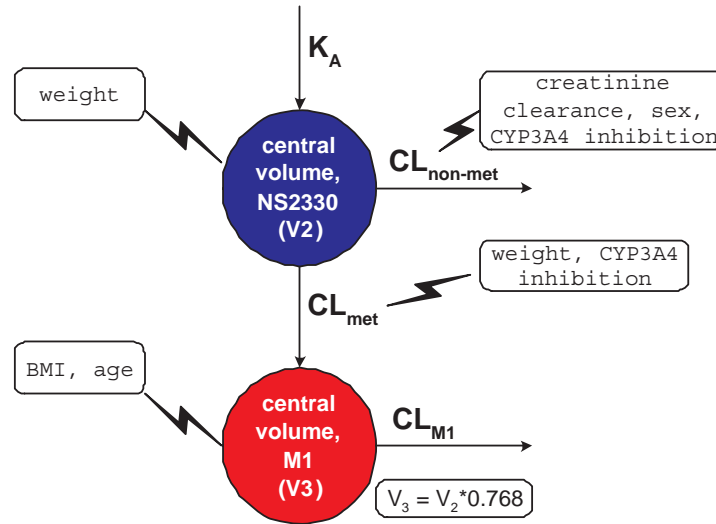 K_A
weight
creatinine
clearance, sex,
CYP3A4 inhibition
central
volume,
NS2330
(V2)
CL_non-met
weight, CYP3A4
inhibition
CL_met
BMI, age
central
volume,
M1
(V3)
CL_M1
V_3 = V_2*0.768